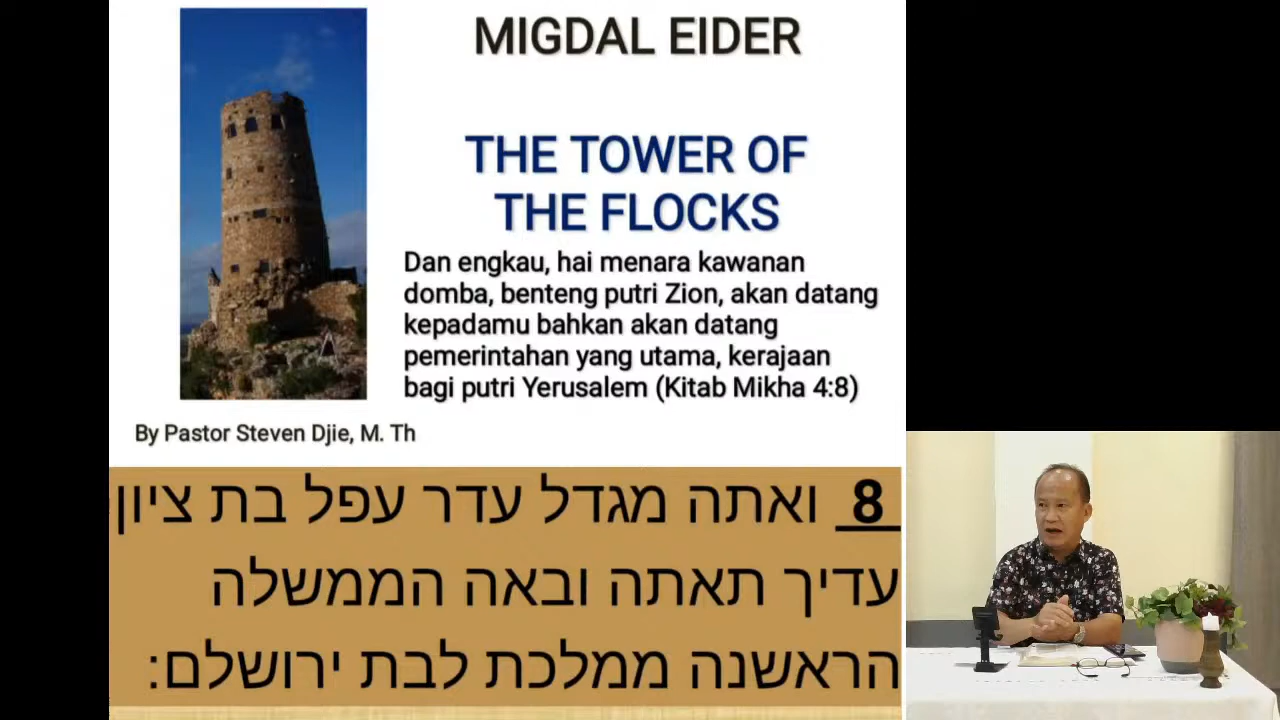 MIGDAL EIDER
THE TOWER OF
THE FLOCKS
Dan engkau, hai menara kawanan
domba, benteng putri Zion, akan datang
kepadamu bahkan akan datang
pemerintahan yang utama, kerajaan
bagi putri Yerusalem (Kitab Mikha 4:8)
By Pastor Steven Djie, M. Th
8 ואתה מגדל עדר עפל בת ציון
עדיך תאתה ובאה הממשלה
הראשנה ממלכת לבת ירושלם: